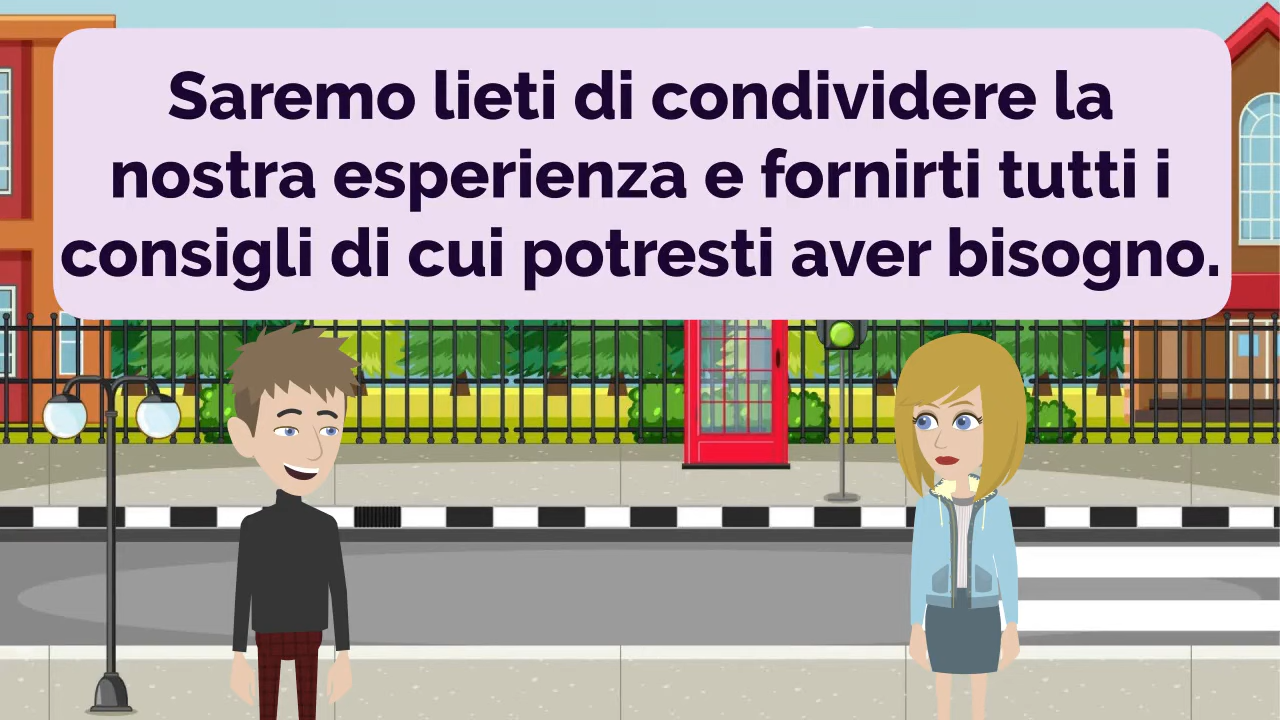 Saremo lieti di condividere la
nostra esperienza e fornirti tutti i
consigli di cui potresti aver bisogno.